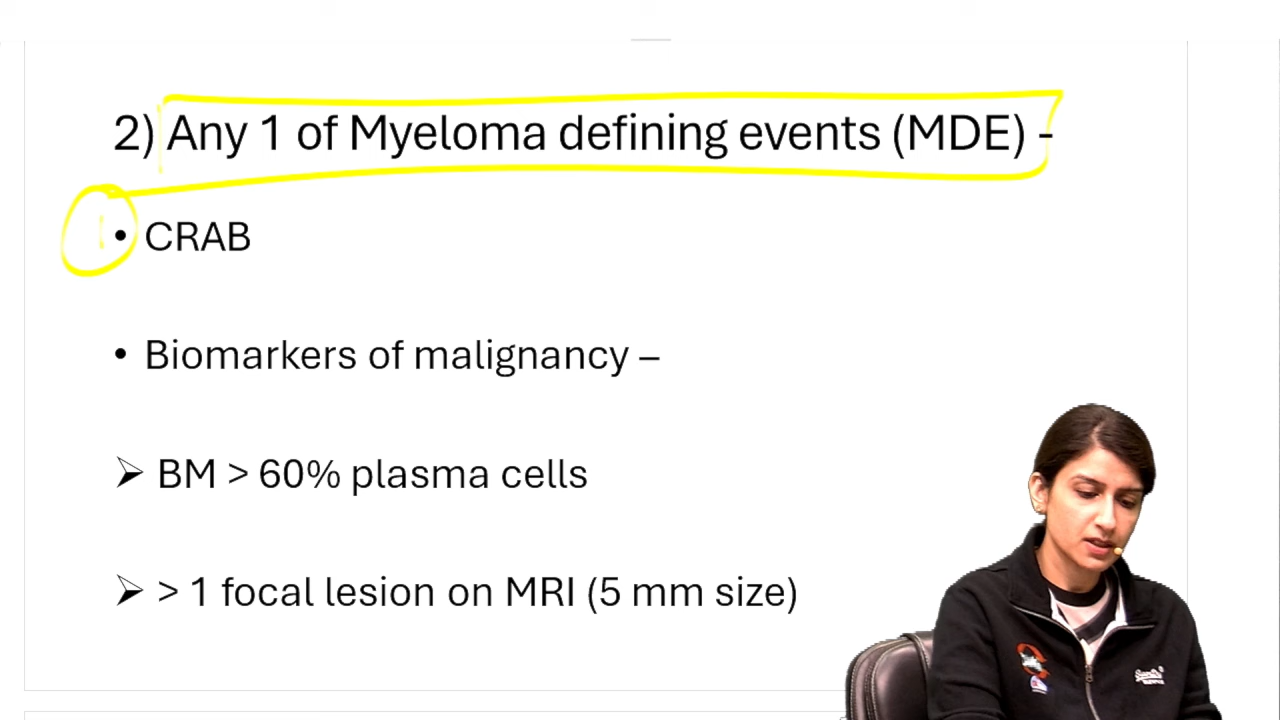 2) Any 1 of Myeloma defining events (MDE) -
• CRAB
• Biomarkers of malignancy –
➢ BM > 60% plasma cells
➢ > 1 focal lesion on MRI (5 mm size)